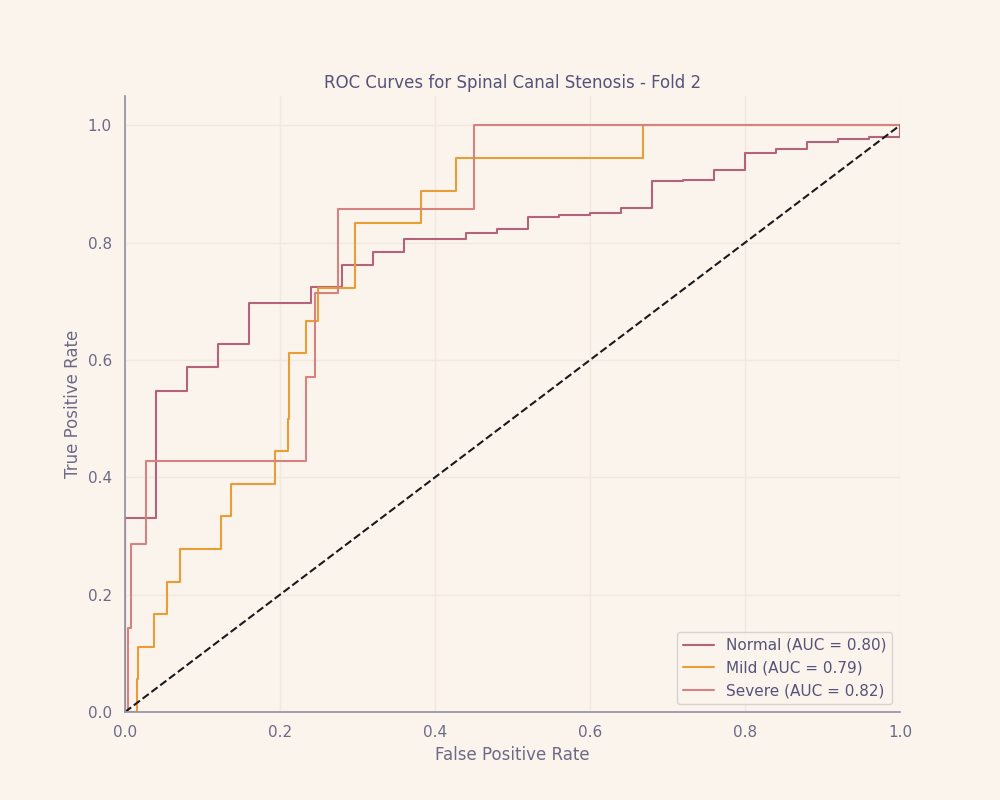 ROC Curves for Spinal Canal Stenosis - Fold 2
True Positive Rate
1.0
0.8
0.6
0.4
0.2
0.0
0.0 0.2 0.4 0.6 0.8 1.0
False Positive Rate
Normal (AUC = 0.80)
Mild (AUC = 0.79)
Severe (AUC = 0.82)